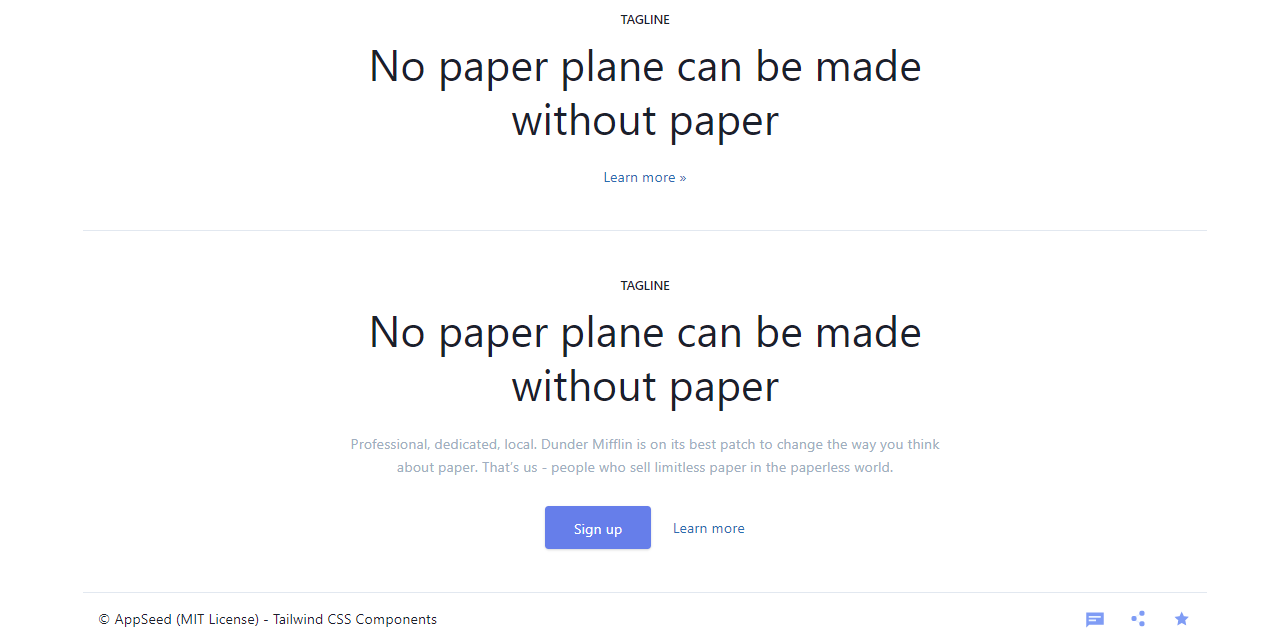 TAGLINE
No paper plane can be made
without paper
Learn more »
TAGLINE
No paper plane can be made
without paper
Professional, dedicated, local. Dunder Mifflin is on its best patch to change the way you think
about paper. That's us - people who sell limitless paper in the paperless world.
Sign up Learn more
© AppSeed (MIT License) - Tailwind CSS Components